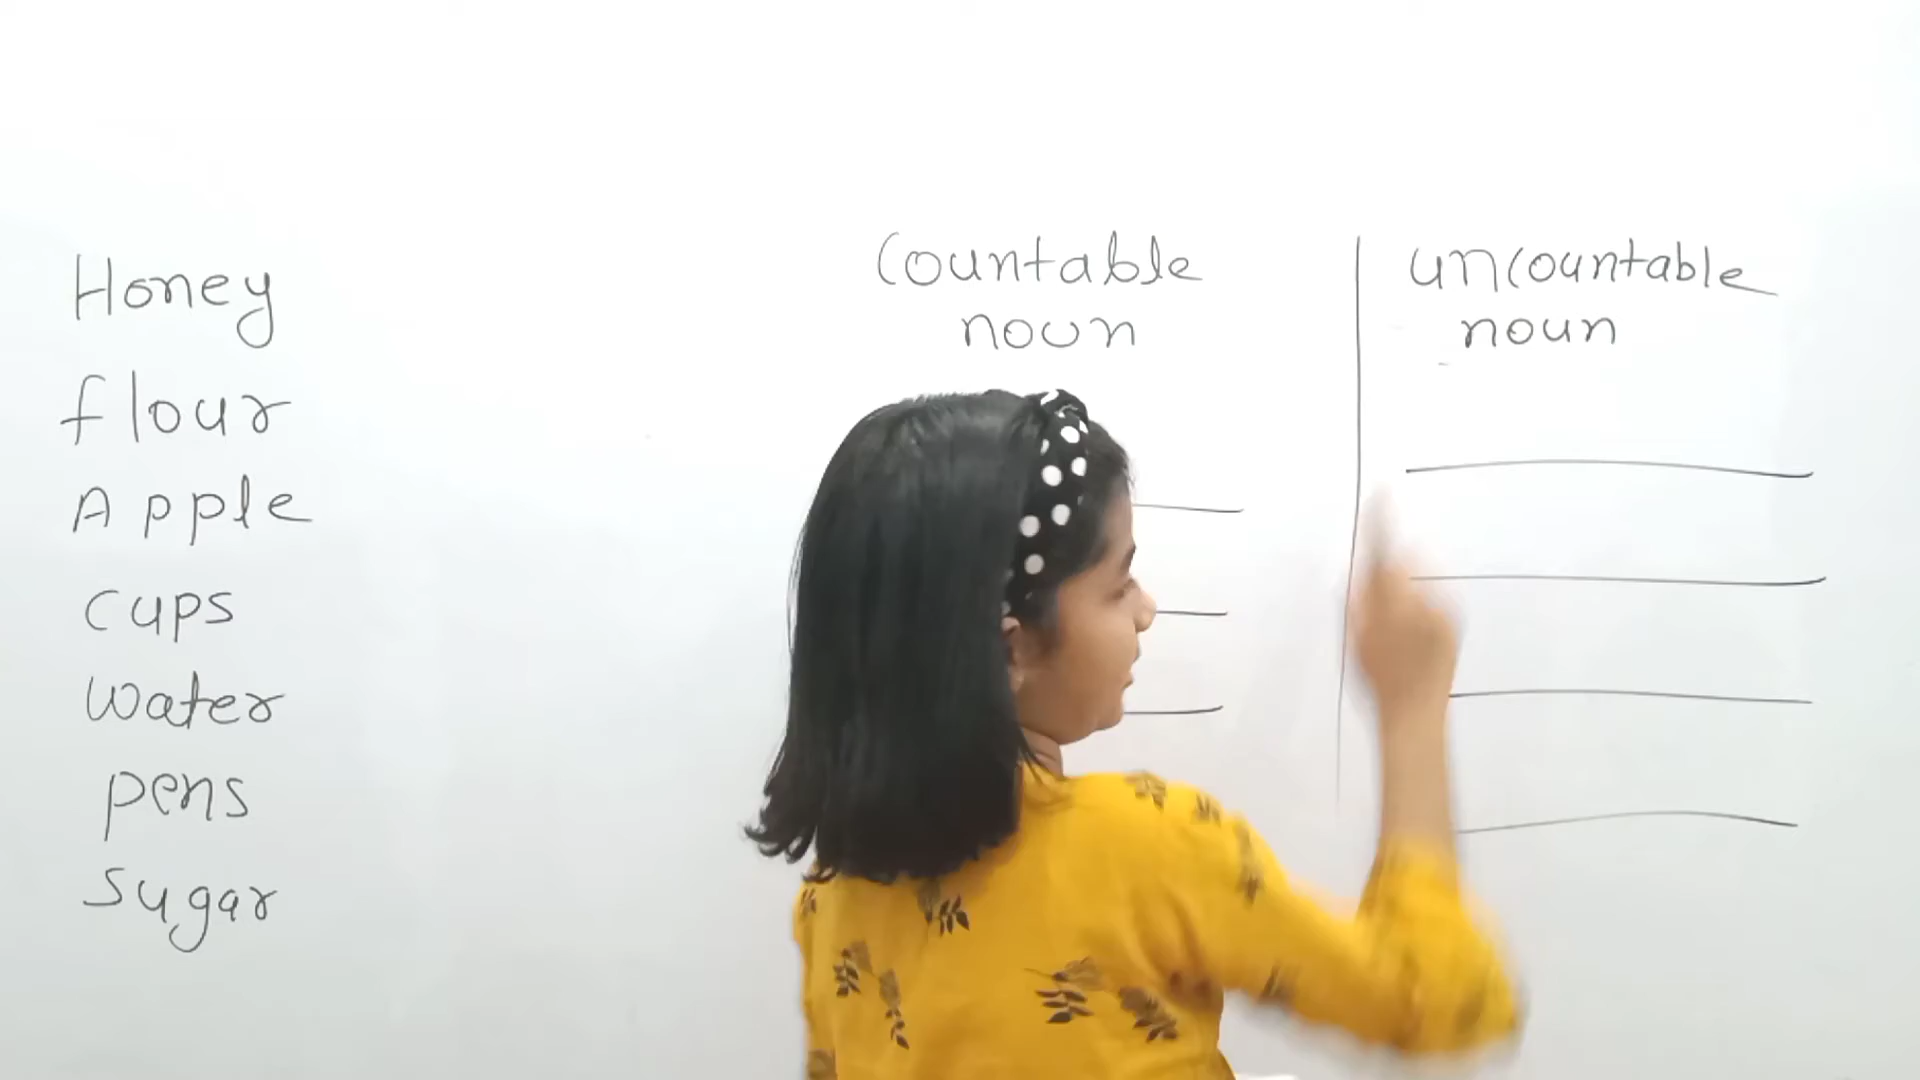 Honey
flour
Apple
cups
water
pens
sugar
Countable
noun
uncountable
noun